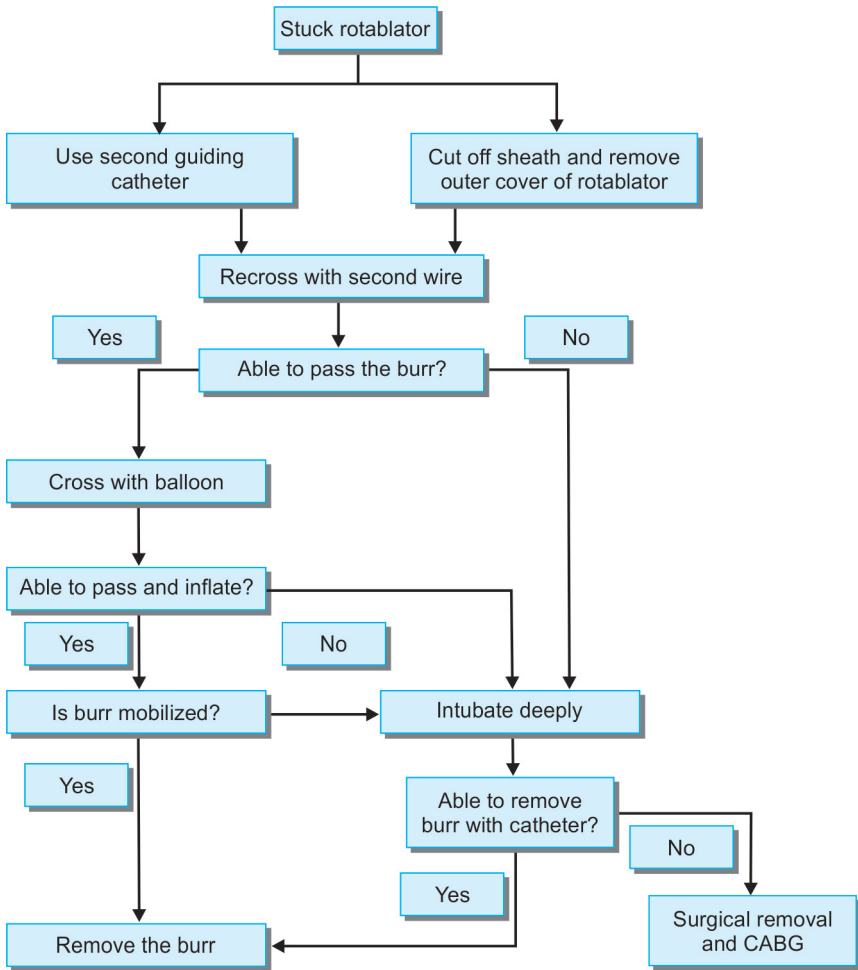 Stuck rotablator
Use second guiding
catheter
Cut off sheath and remove
outer cover of rotablator
Recross with second wire
Yes
No
Able to pass the burr?
Cross with balloon
Able to pass and inflate?
Yes
No
Is burr mobilized?
Intubate deeply
Yes
Able to remove
burr with catheter?
No
Yes
Surgical removal
and CABG
Remove the burr